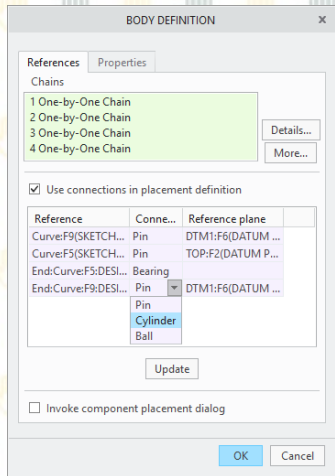 BODY DEFINITION x
References Properties
Chains
1 One-by-One Chain
2 One-by-One Chain
3 One-by-One Chain
4 One-by-One Chain
Details...
More...
Use connections in placement definition
Reference Conne... Reference plane
Curve:F9(SKETCH... Pin DTM1:F6(DATUM ...
Curve:F5(SKETCH... Pin TOP:F2(DATUM P...
End:Curve:F5:DESI... Bearing
End:Curve:F9:DESI... Pin DTM1:F6(DATUM ...
Pin
Cylinder
Ball
Update
Invoke component placement dialog
OK Cancel